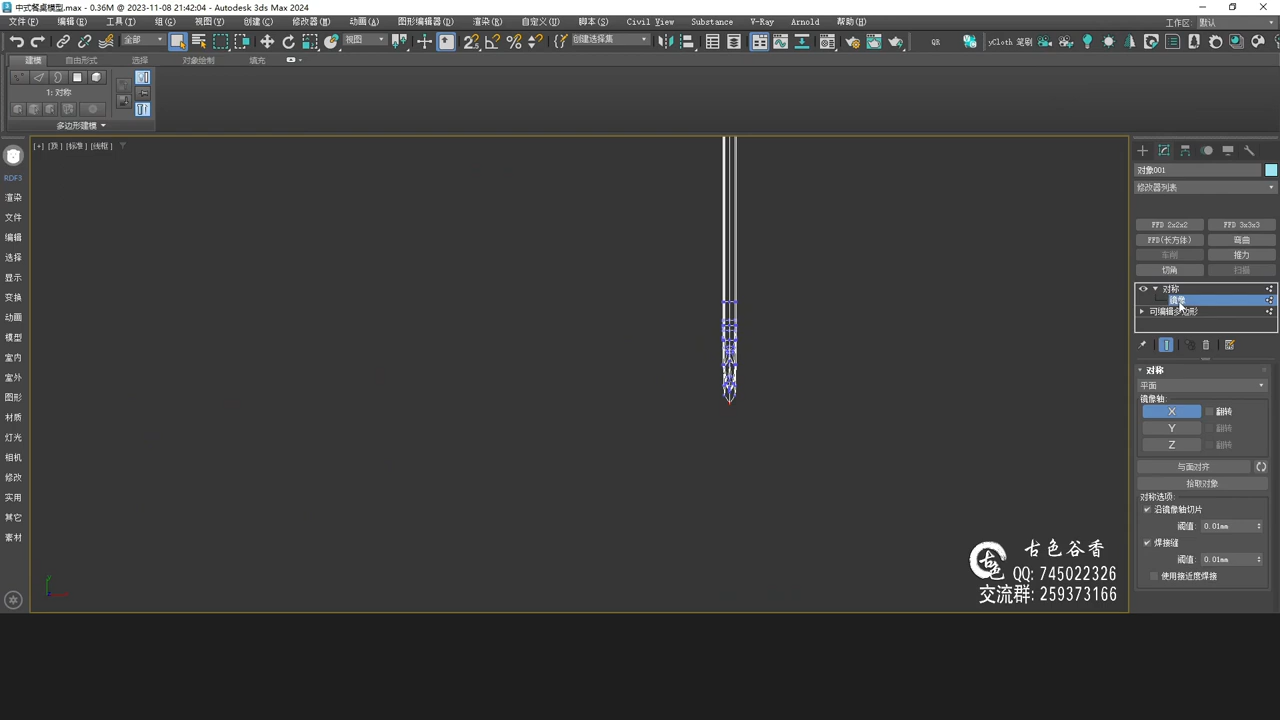 中式餐桌模型.max - 0.36M @ 2023-11-08 21:42:04 - Autodesk 3ds Max 2024
文件(F) 编辑(E) 工具(T) 组(G) 视图(V) 创建(C) 修改器(M) 动画(A) 图形编辑器(D) 渲染(R) 自定义(U) 脚本(S) Civil View Substance V-Ray Arnold 帮助(H)
工作区: 默认
全部 视图 创建选择集 QR yCloth 笔刷
建模 自由形式 选择 对象绘制 填充
1: 对称
多边形建模
[+] [顶] [标准] [线框]
RDF3
渲染
文件
编辑
选择
显示
变换
动画
模型
室内
室外
图形
材质
灯光
相机
修改
实用
其它
素材
对象001
修改器列表
FFD 2x2x2 FFD 3x3x3
FFD(长方体) 弯曲
车削 推力
切角 扫描
对称
镜像
可编辑多边形
对称
平面
镜像轴:
X 翻转
Y 翻转
Z 翻转
与面对齐
拾取对象
对称选项:
沿镜像轴切片
阈值: 0.01mm
焊接缝
阈值: 0.01mm
使用接近度焊接
古色
古色谷香
QQ: 745022326
交流群: 259373166